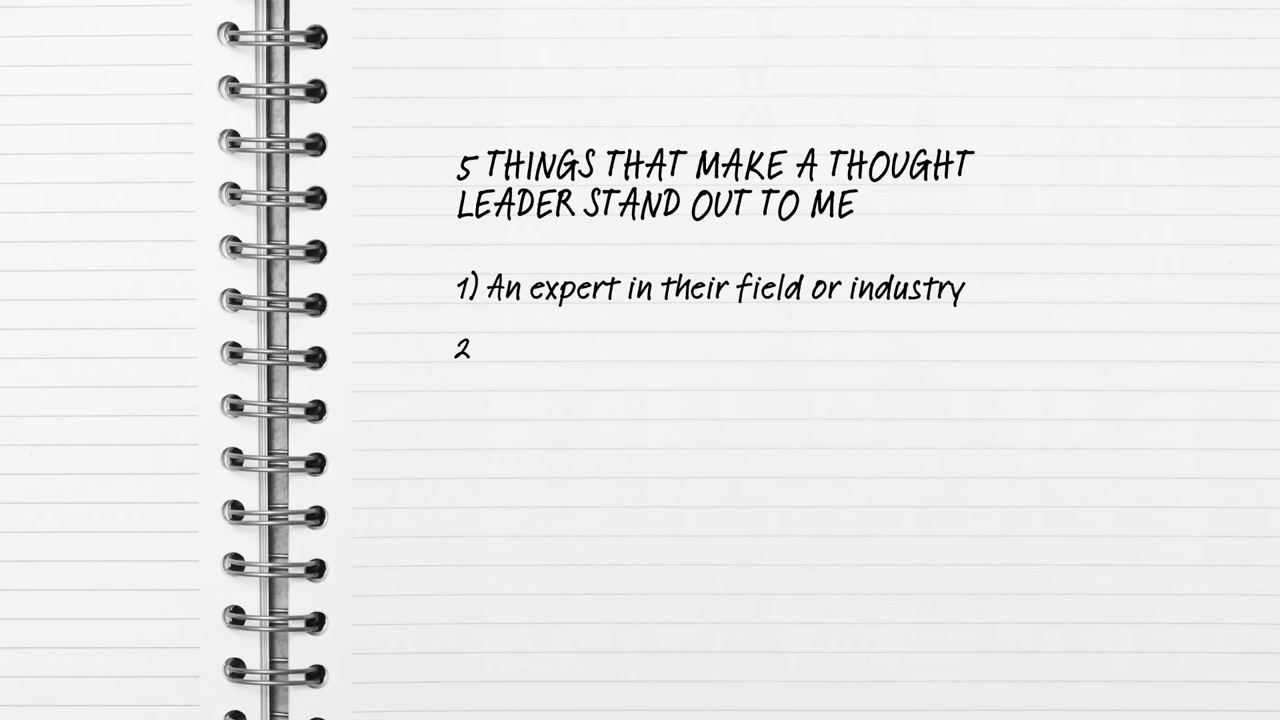 5 THINGS THAT MAKE A THOUGHT
LEADER STAND OUT TO ME
1) An expert in their field or industry
2